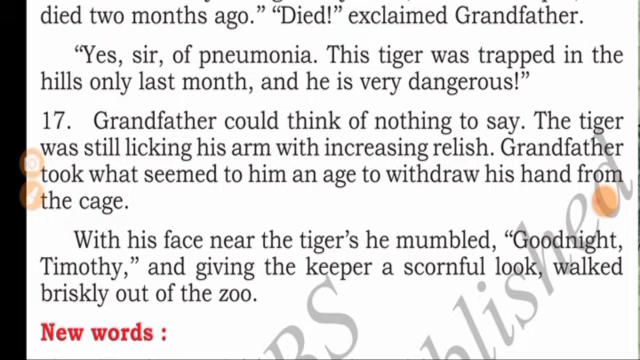 died two months ago.” “Died!” exclaimed Grandfather.
“Yes, sir, of pneumonia. This tiger was trapped in the
hills only last month, and he is very dangerous!”
17. Grandfather could think of nothing to say. The tiger
was still licking his arm with increasing relish. Grandfather
took what seemed to him an age to withdraw his hand from
the cage.
With his face near the tiger’s he mumbled, “Goodnight,
Timothy,” and giving the keeper a scornful look, walked
briskly out of the zoo.
New words :
BS
published